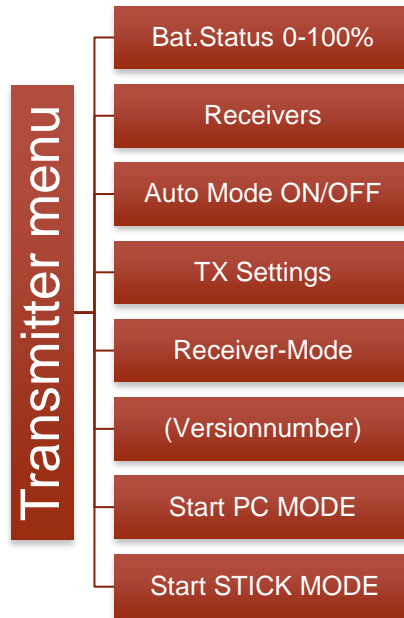 Transmitter menu
Bat.Status 0-100%
Receivers
Auto Mode ON/OFF
TX Settings
Receiver-Mode
(Versionnumber)
Start PC MODE
Start STICK MODE